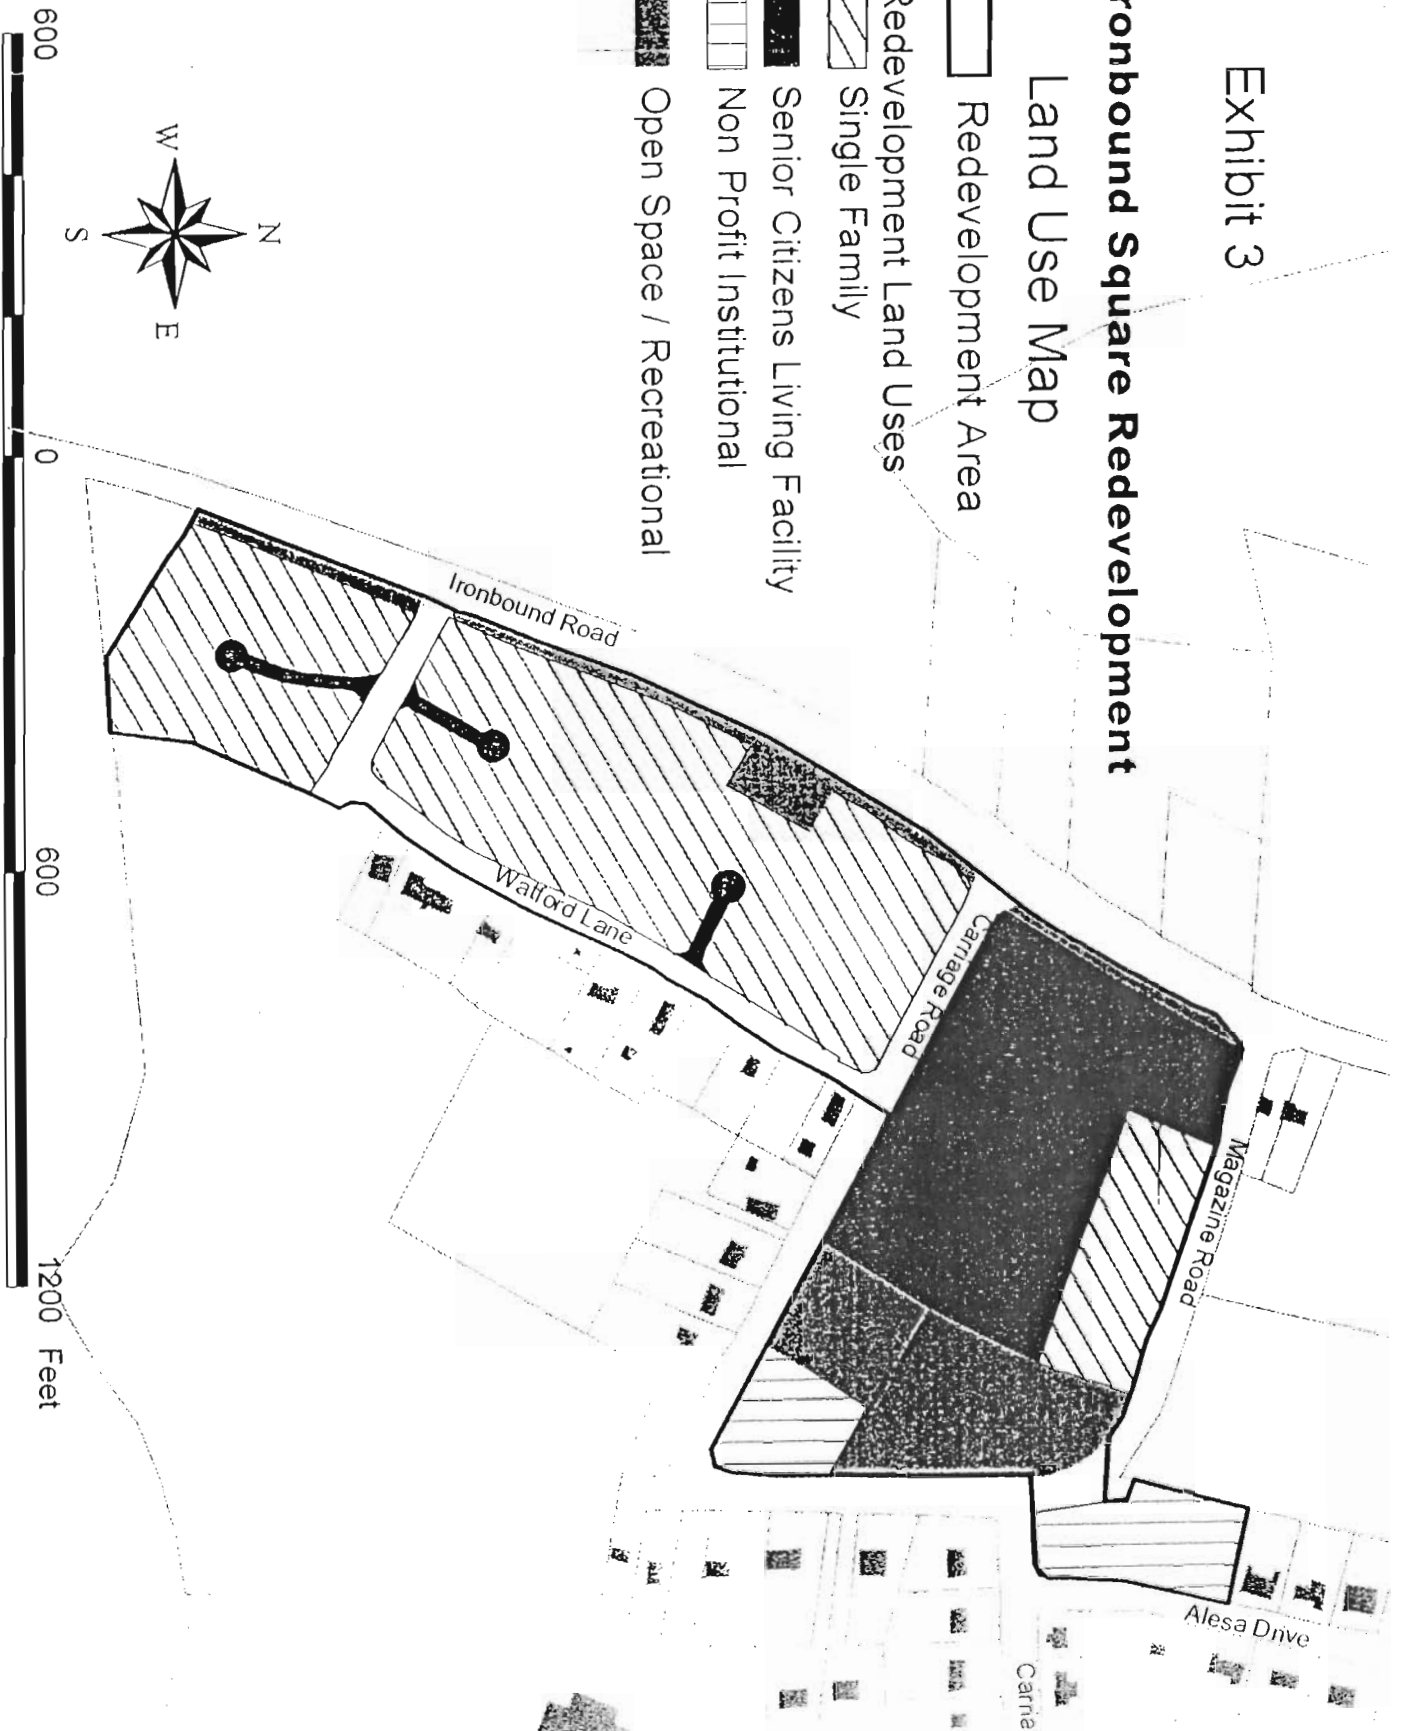 Exhibit 3
ronbound Square Redevelopment
Land Use Map
Redevelopment Area
Redevelopment Land Uses
Single Family
Senior Citizens Living Facility
Non Profit Institutional
Open Space / Recreational
N
W
E
S
600
0
600
1200 Feet
Ironbound Road
Watford Lane
Carriage Road
Magazine Road
Alesa Drive
Carria